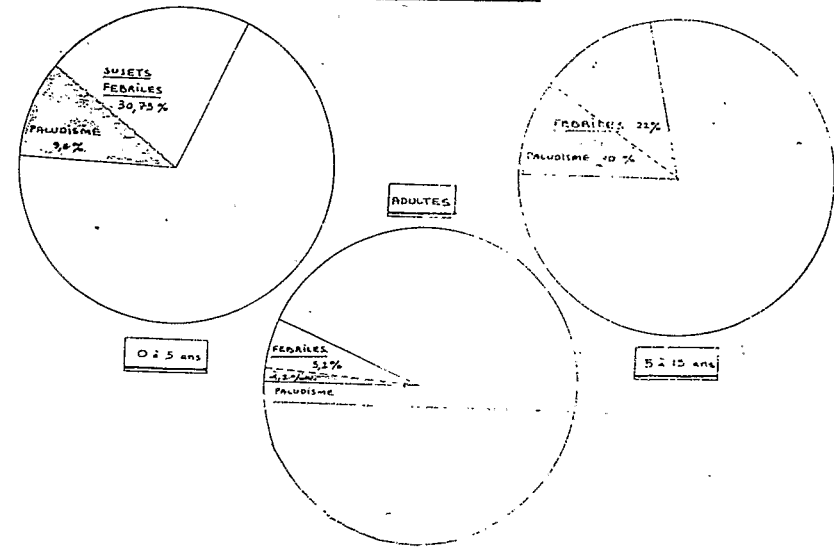 SUJETS
FEBRILES
30,75 %
PALUDISME
9,6 %
0 à 5 ans
FEBRILES 22%
PALUDISME 10 %
5 à 15 ans
ADULTES
FEBRILES
5,2%
PALUDISME